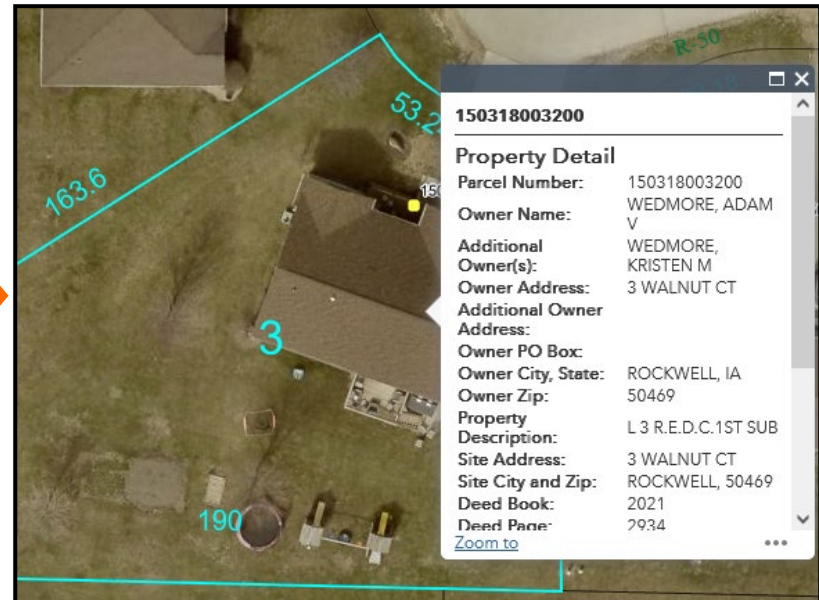 R-50
53.2
163.6
150
3
190
150318003200
Property Detail
Parcel Number: 150318003200
Owner Name: WEDMORE, ADAM
V
Additional WEDMORE,
Owner(s): KRISTEN M
Owner Address: 3 WALNUT CT
Additional Owner
Address:
Owner PO Box:
Owner City, State: ROCKWELL, IA
Owner Zip: 50469
Property
Description: L 3 R.E.D.C.1ST SUB
Site Address: 3 WALNUT CT
Site City and Zip: ROCKWELL, 50469
Deed Book: 2021
Deed Page: 2934
Zoom to